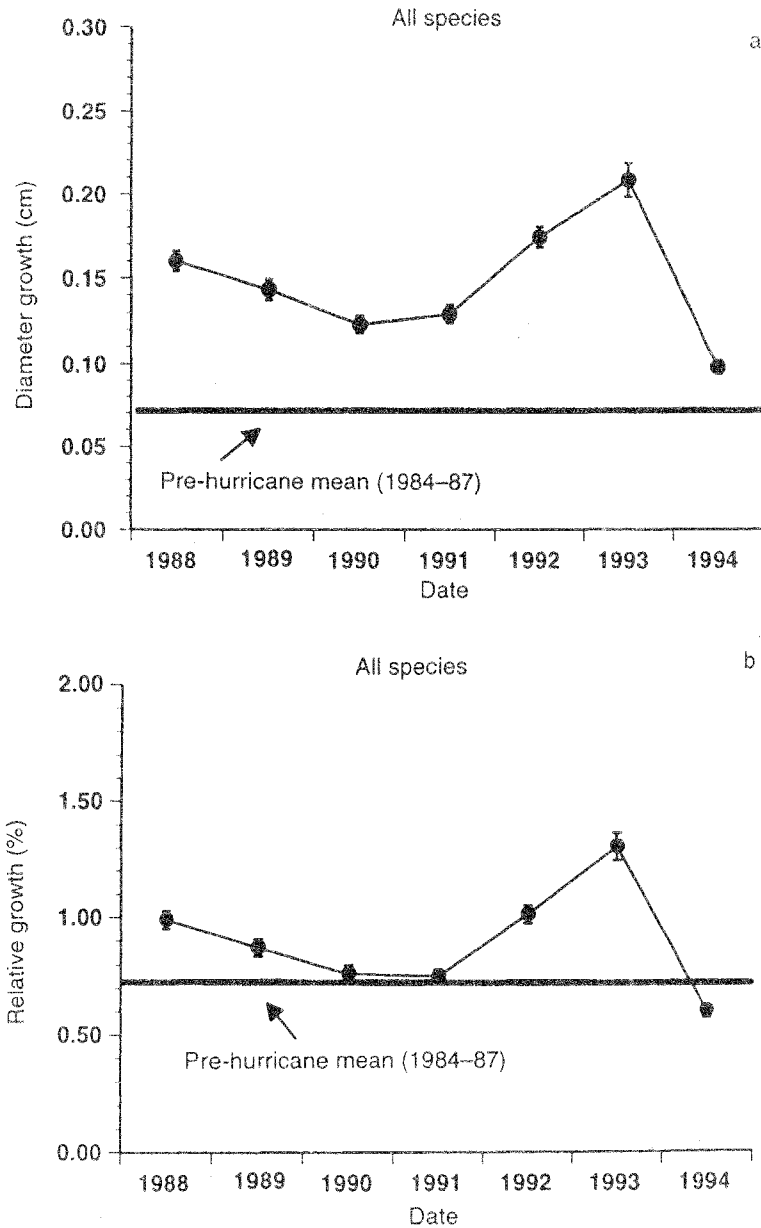 All species
a
0.30
0.25
0.20
0.15
0.10
0.05
0.00
Diameter growth (cm)
Pre-hurricane mean (1984–87)
1988 1989 1990 1991 1992 1993 1994
Date
All species
b
2.00
1.50
1.00
0.50
0.00
Relative growth (%)
Pre-hurricane mean (1984–87)
1988 1989 1990 1991 1992 1993 1994
Date